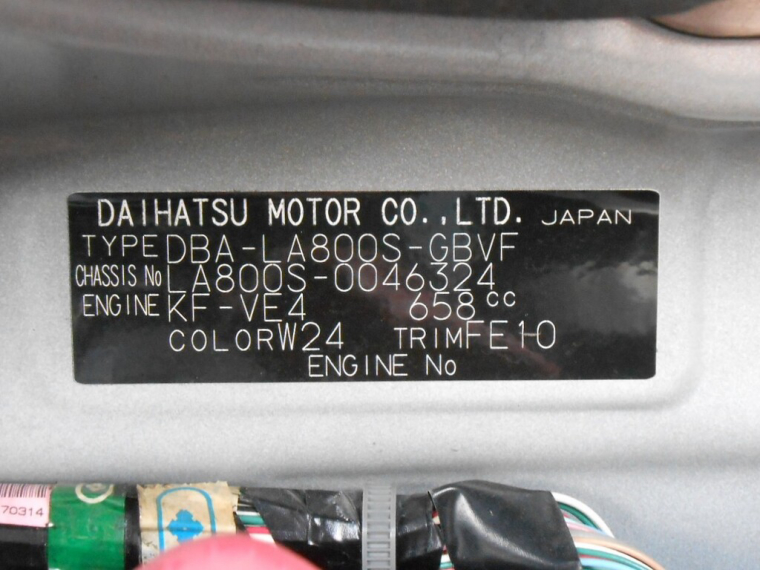 DAIHATSU MOTOR CO.,LTD. JAPAN
TYPE DBA-LA800S-GBVF
CHASSIS No LA800S-0046324
ENGINE KF-VE4 658cc
COLOR W24 TRIM FE10
ENGINE No
70314